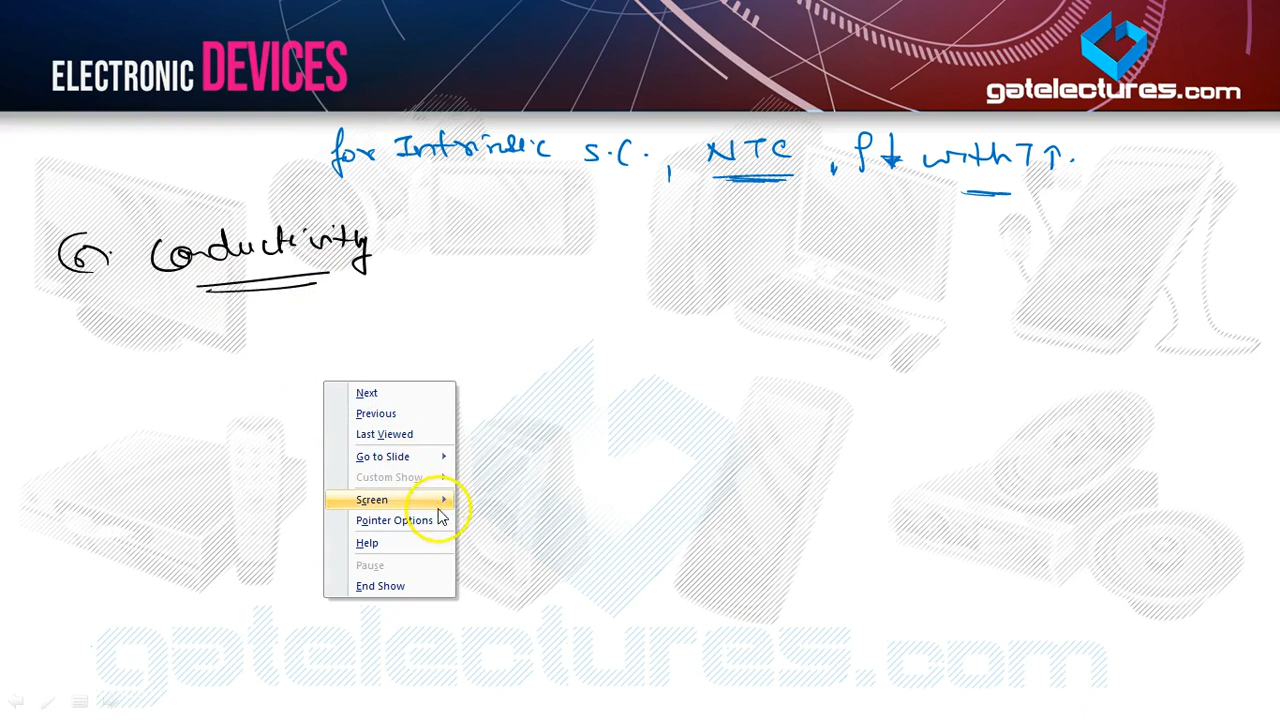 ELECTRONIC DEVICES
gatelectures.com
for Intrinsic S.C., NTC, ρ↓ with T↑.
(6). Conductivity
Next
Previous
Last Viewed
Go to Slide
Custom Show
Screen
Pointer Options
Help
Pause
End Show
gatelectures.com